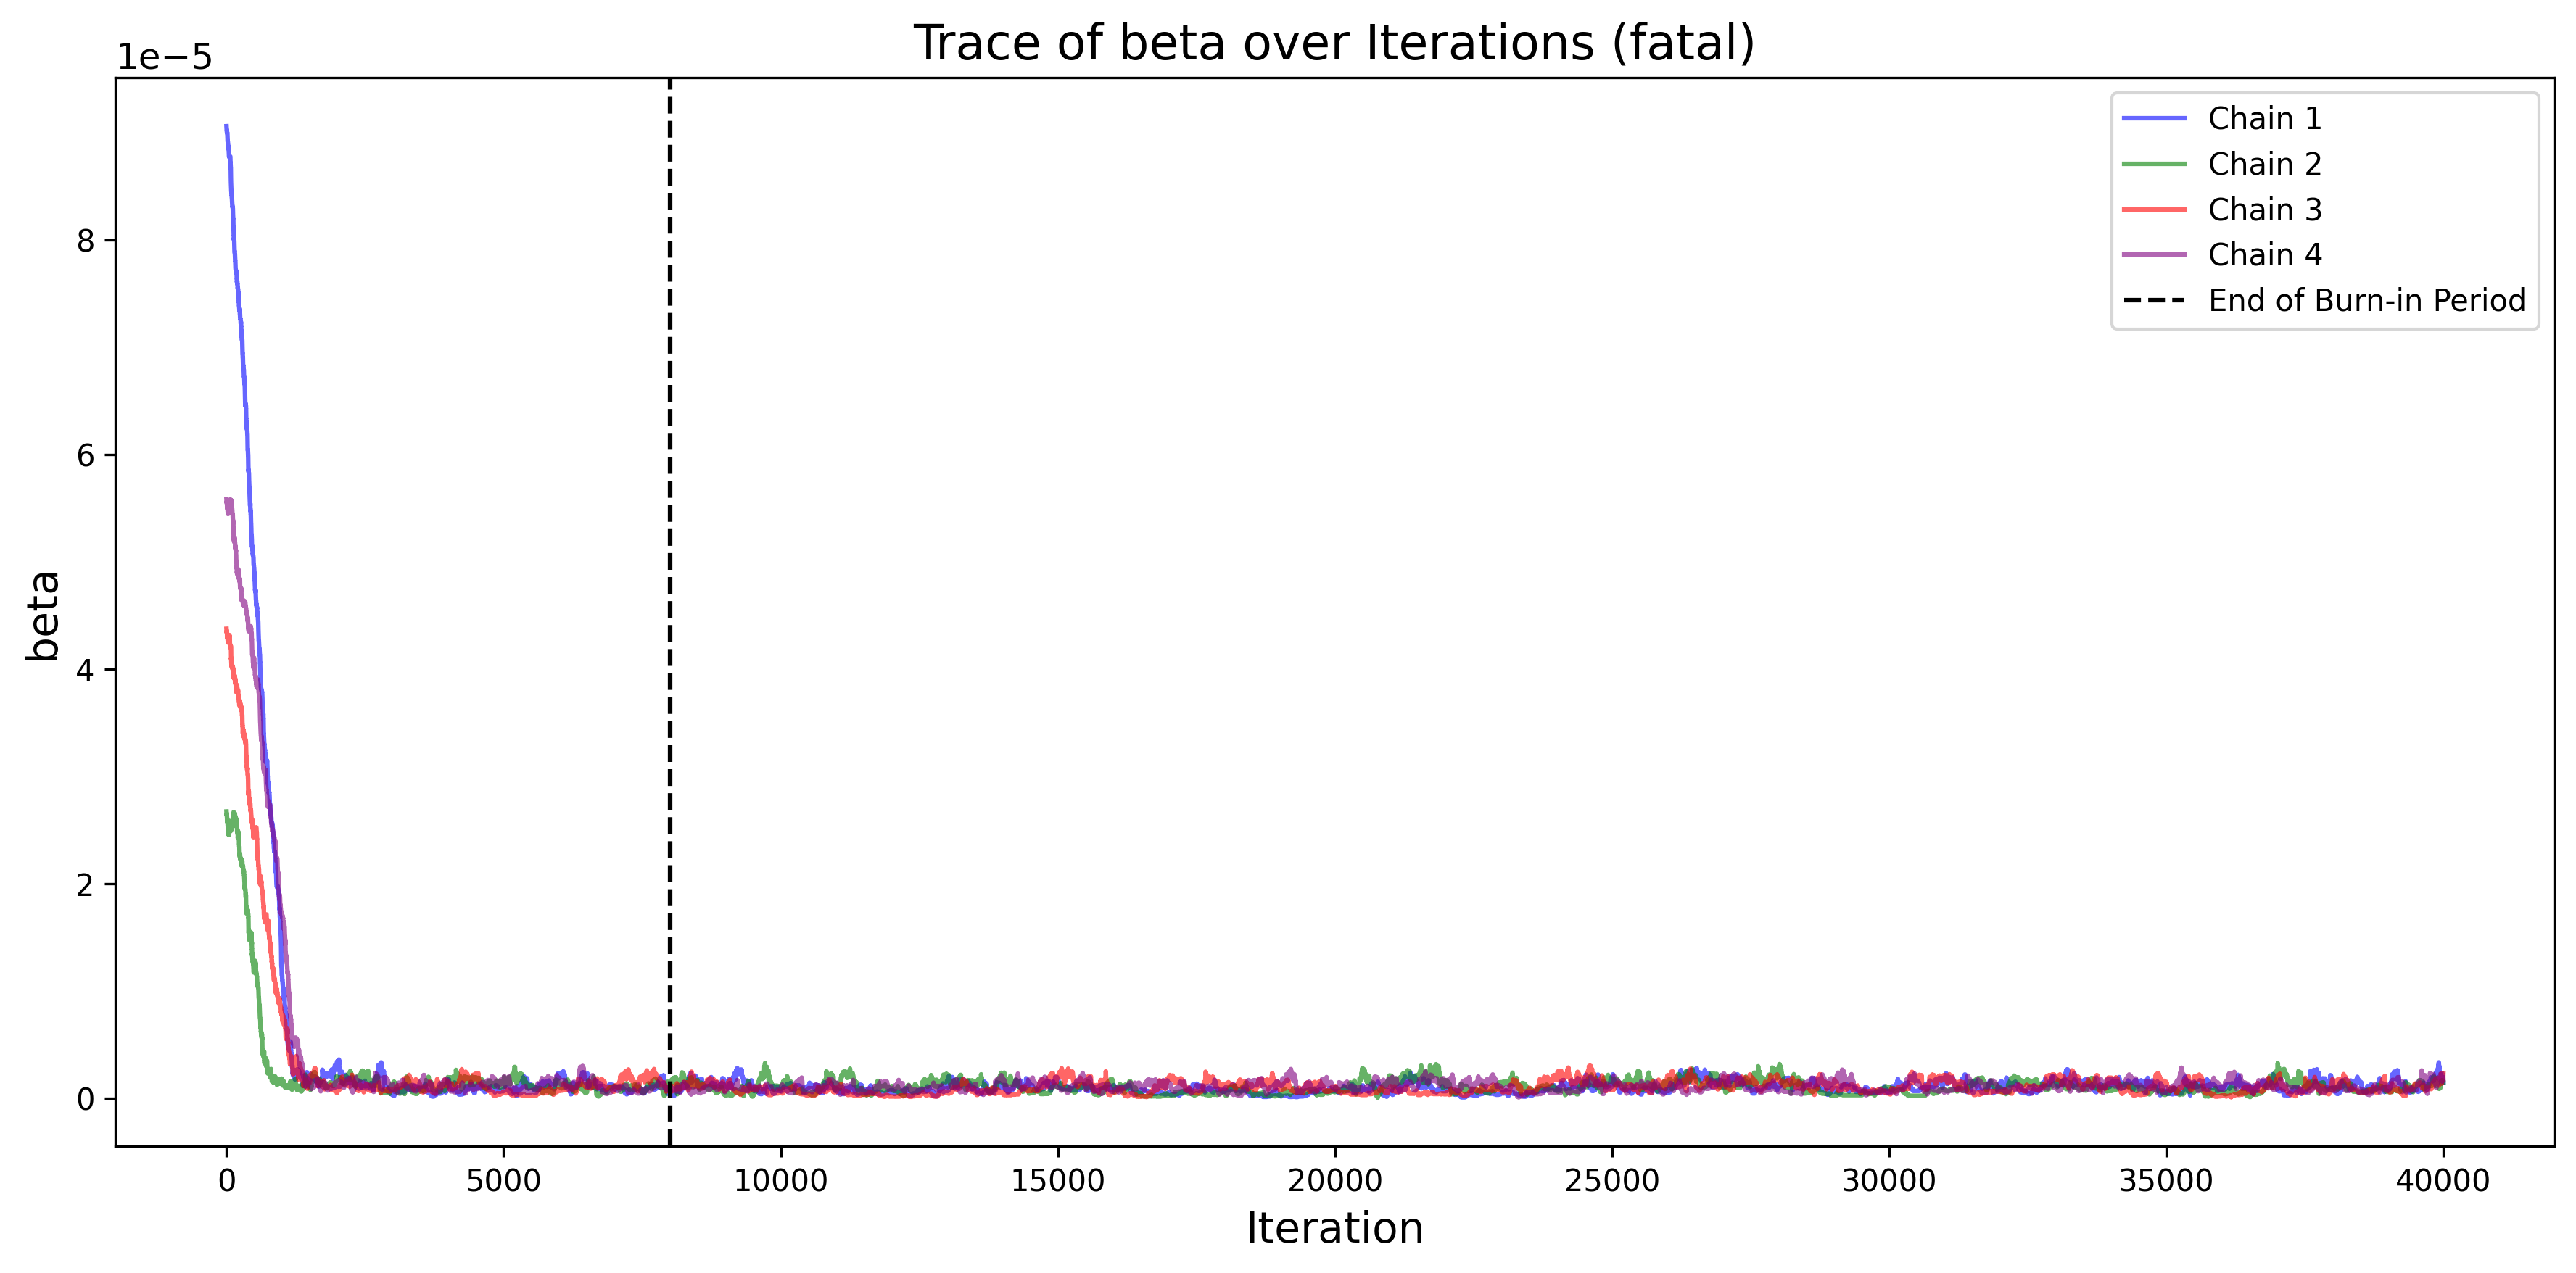 Trace of beta over Iterations (fatal)
1e−5
8
6
4
2
0
beta
0 5000 10000 15000 20000 25000 30000 35000 40000
Iteration
Chain 1
Chain 2
Chain 3
Chain 4
End of Burn-in Period